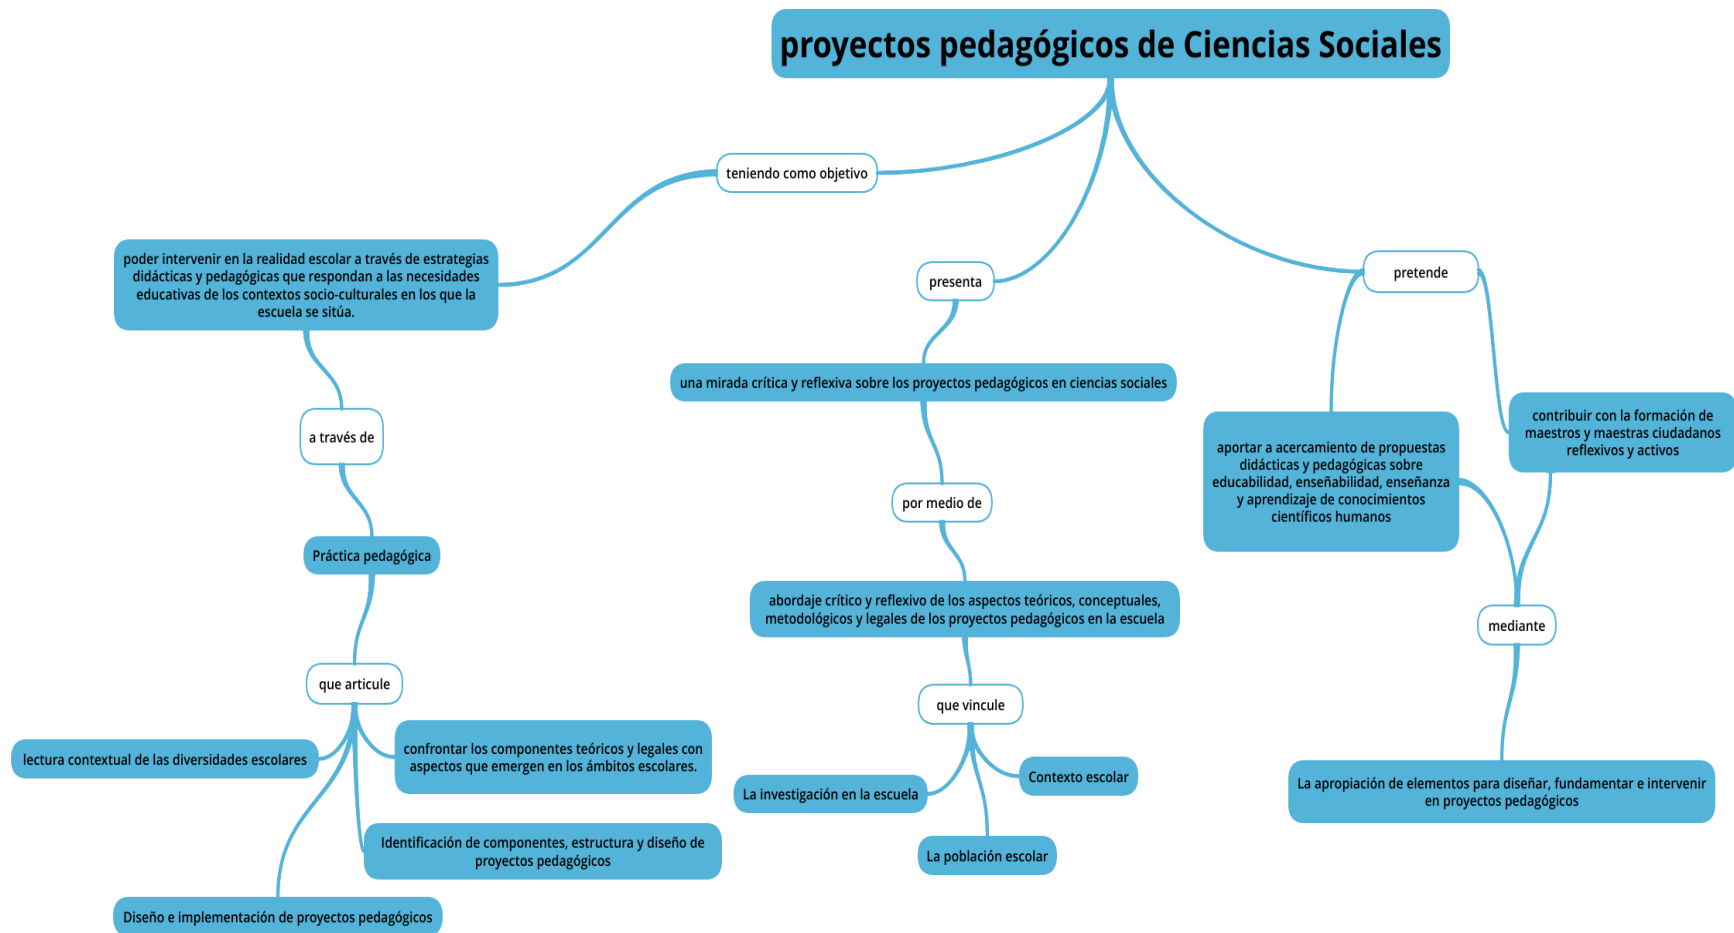 proyectos pedagógicos de Ciencias Sociales
teniendo como objetivo
poder intervenir en la realidad escolar a través de estrategias
didácticas y pedagógicas que respondan a las necesidades
educativas de los contextos socio-culturales en los que la
escuela se sitúa.
a través de
Práctica pedagógica
que articule
lectura contextual de las diversidades escolares
confrontar los componentes teóricos y legales con
aspectos que emergen en los ámbitos escolares.
Identificación de componentes, estructura y diseño de
proyectos pedagógicos
Diseño e implementación de proyectos pedagógicos
presenta
una mirada crítica y reflexiva sobre los proyectos pedagógicos en ciencias sociales
por medio de
abordaje crítico y reflexivo de los aspectos teóricos, conceptuales,
metodológicos y legales de los proyectos pedagógicos en la escuela
que vincule
La investigación en la escuela
Contexto escolar
La población escolar
pretende
aportar a acercamiento de propuestas
didácticas y pedagógicas sobre
educabilidad, enseñabilidad, enseñanza
y aprendizaje de conocimientos
científicos humanos
contribuir con la formación de
maestros y maestras ciudadanos
reflexivos y activos
mediante
La apropiación de elementos para diseñar, fundamentar e intervenir
en proyectos pedagógicos